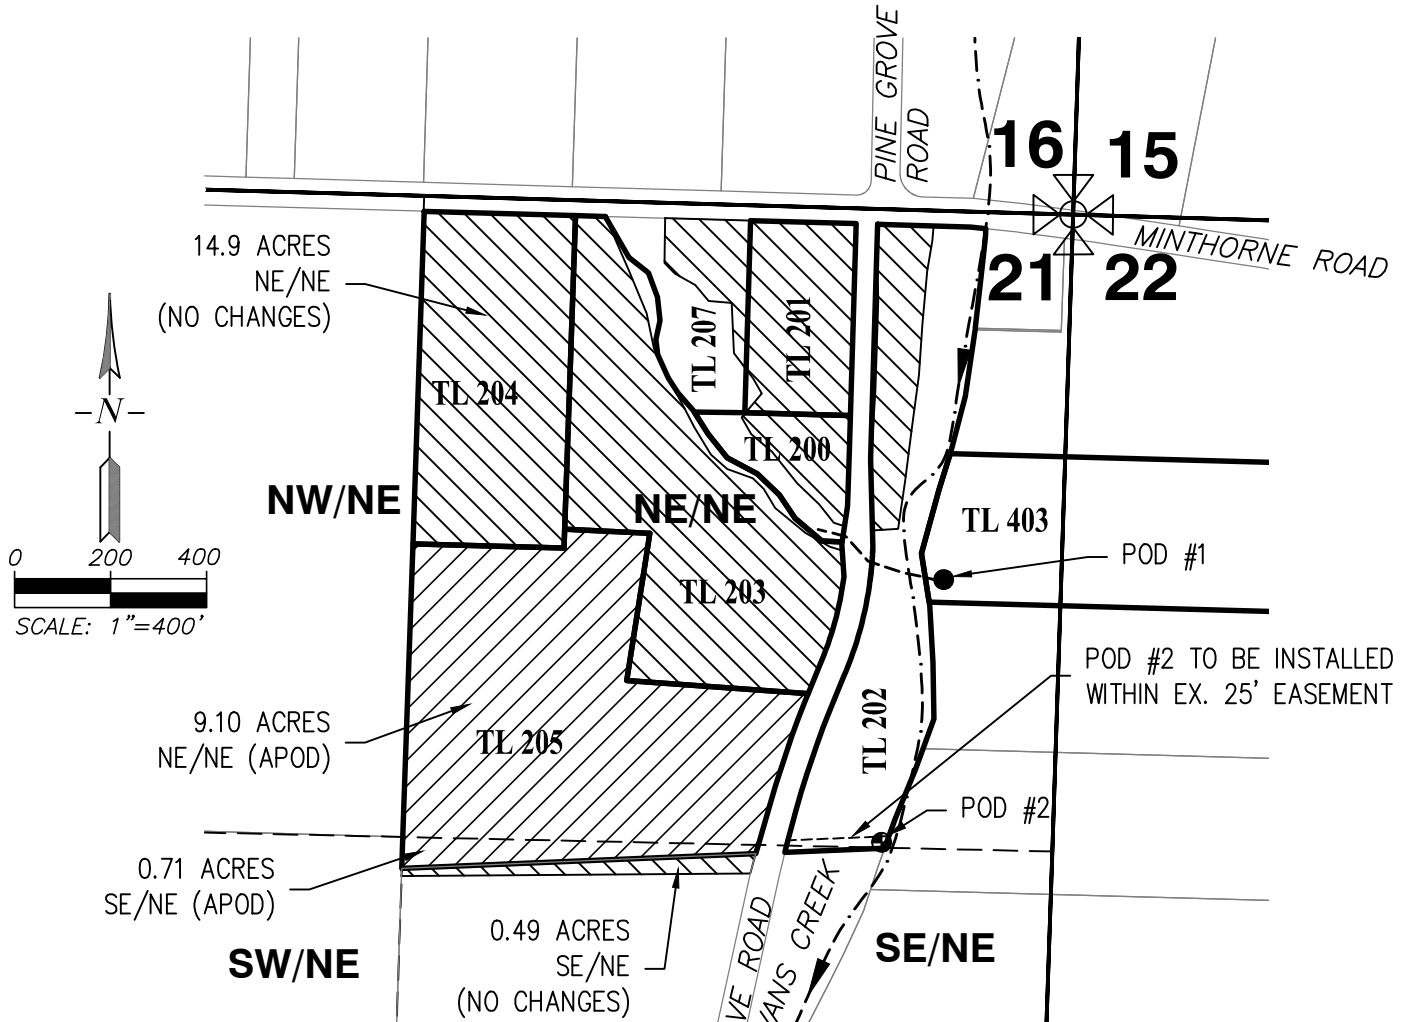 PINE GROVE
ROAD
16
15
21
22
MINTHORNE ROAD
14.9 ACRES
NE/NE
(NO CHANGES)
TL 207
TL 201
TL 204
-N-
TL 200
NW/NE
NE/NE
TL 403
0 200 400
SCALE: 1"=400'
POD #1
TL 203
POD #2 TO BE INSTALLED
WITHIN EX. 25' EASEMENT
9.10 ACRES
NE/NE (APOD)
TL 205
TL 202
POD #2
0.71 ACRES
SE/NE (APOD)
0.49 ACRES
SE/NE
(NO CHANGES)
SW/NE
VE ROAD
VANS CREEK
SE/NE